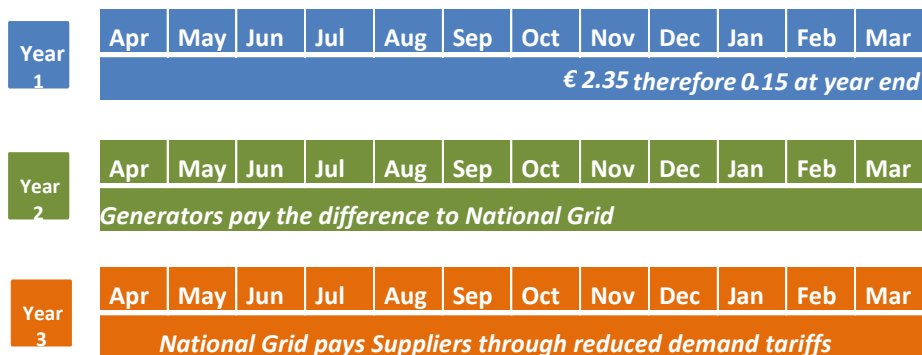 Year
1
Apr May Jun Jul Aug Sep Oct Nov Dec Jan Feb Mar
€ 2.35 therefore 0.15 at year end
Year
2
Apr May Jun Jul Aug Sep Oct Nov Dec Jan Feb Mar
Generators pay the difference to National Grid
Year
3
Apr May Jun Jul Aug Sep Oct Nov Dec Jan Feb Mar
National Grid pays Suppliers through reduced demand tariffs